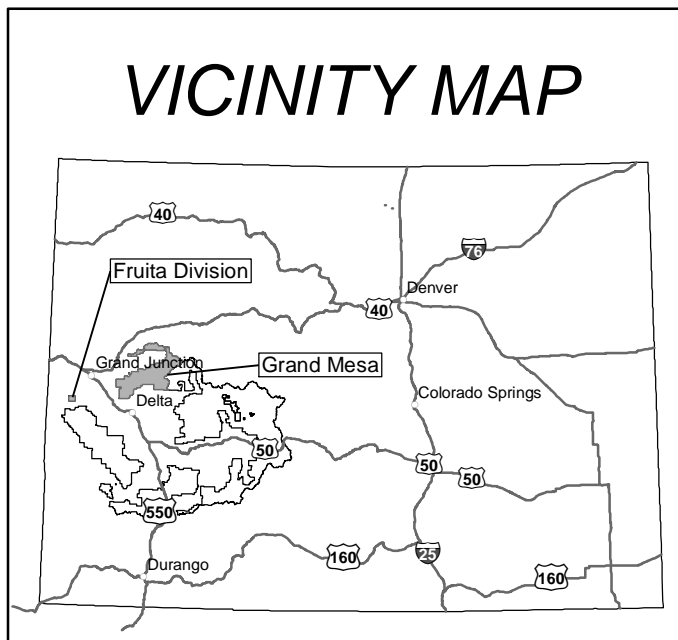 VICINITY MAP
40
76
Fruita Division
Denver
40
Grand Junction
Grand Mesa
Delta
Colorado Springs
50
50
50
550
25
160
Durango
160